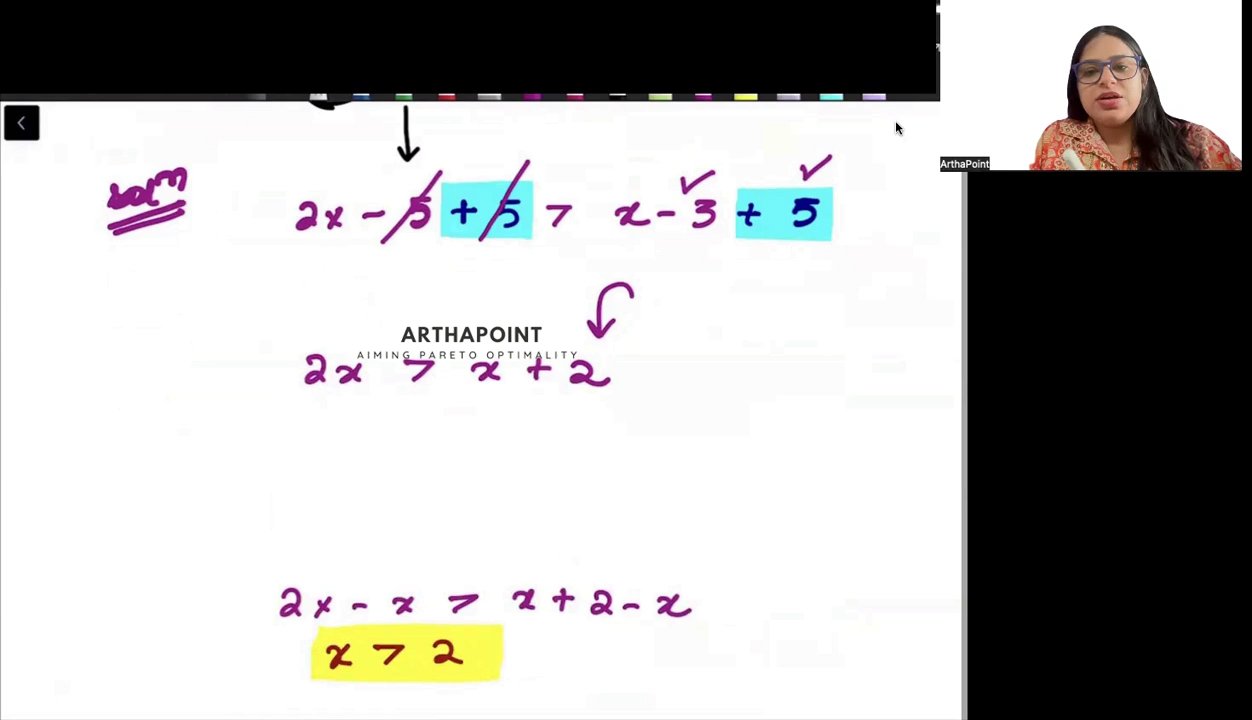 ArthaPoint
Soln
2x - 5 + 5 > x - 3 + 5
ARTHAPOINT
AIMING PARETO OPTIMALITY
2x > x + 2
2x - x > x + 2 - x
x > 2